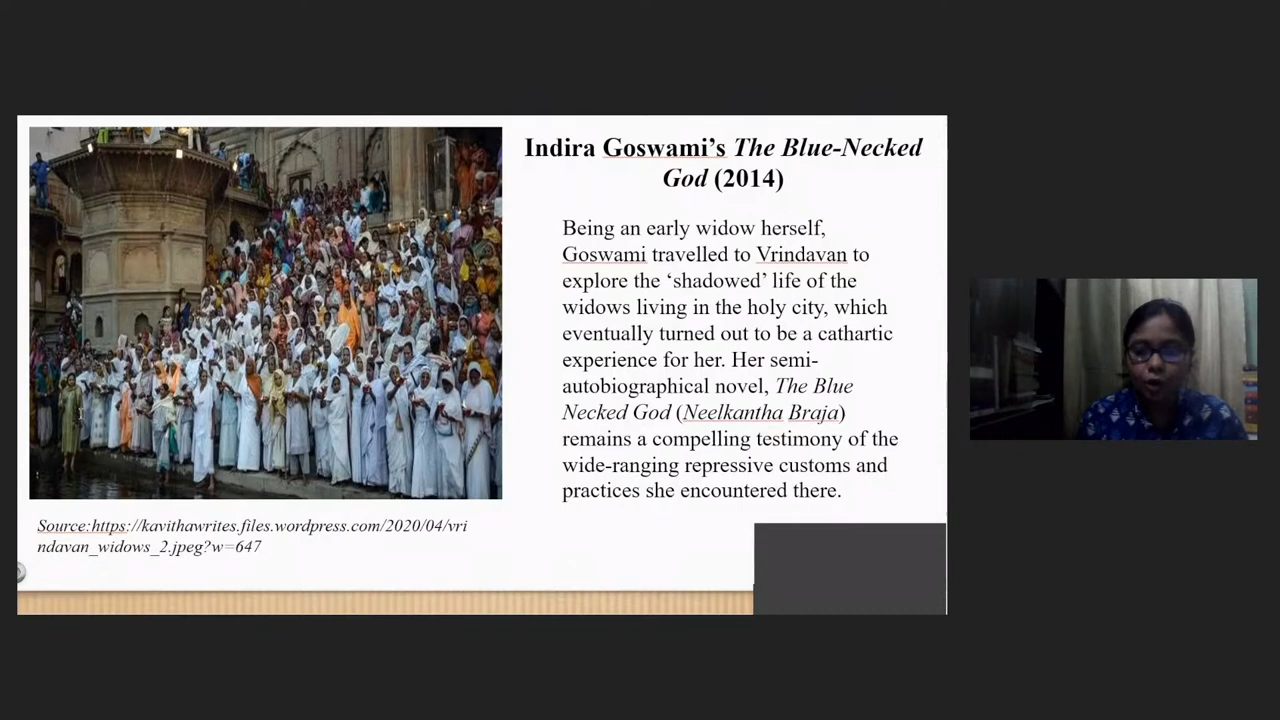 Indira Goswami’s The Blue-Necked
God (2014)
Being an early widow herself,
Goswami travelled to Vrindavan to
explore the ‘shadowed’ life of the
widows living in the holy city, which
eventually turned out to be a cathartic
experience for her. Her semi-
autobiographical novel, The Blue
Necked God (Neelkantha Braja)
remains a compelling testimony of the
wide-ranging repressive customs and
practices she encountered there.
Source:https://kavithawrites.files.wordpress.com/2020/04/vri
ndavan_widows_2.jpeg?w=647